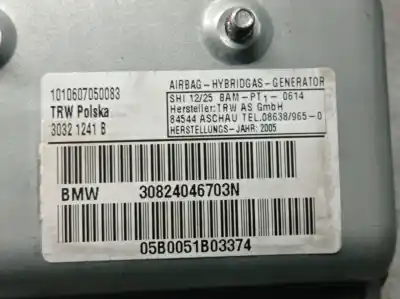 1010607050083
TRW Polska
3032 1241 B
AIRBAG-HYBRIDGAS-GENERATOR
SHI 12/25 BAM-PT1-0614
Hersteller:TRW AS GmbH
84544 ASCHAU TEL.08638/965-0
HERSTELLUNGS-JAHR:2005
BMW 30824046703N
05B0051B03374